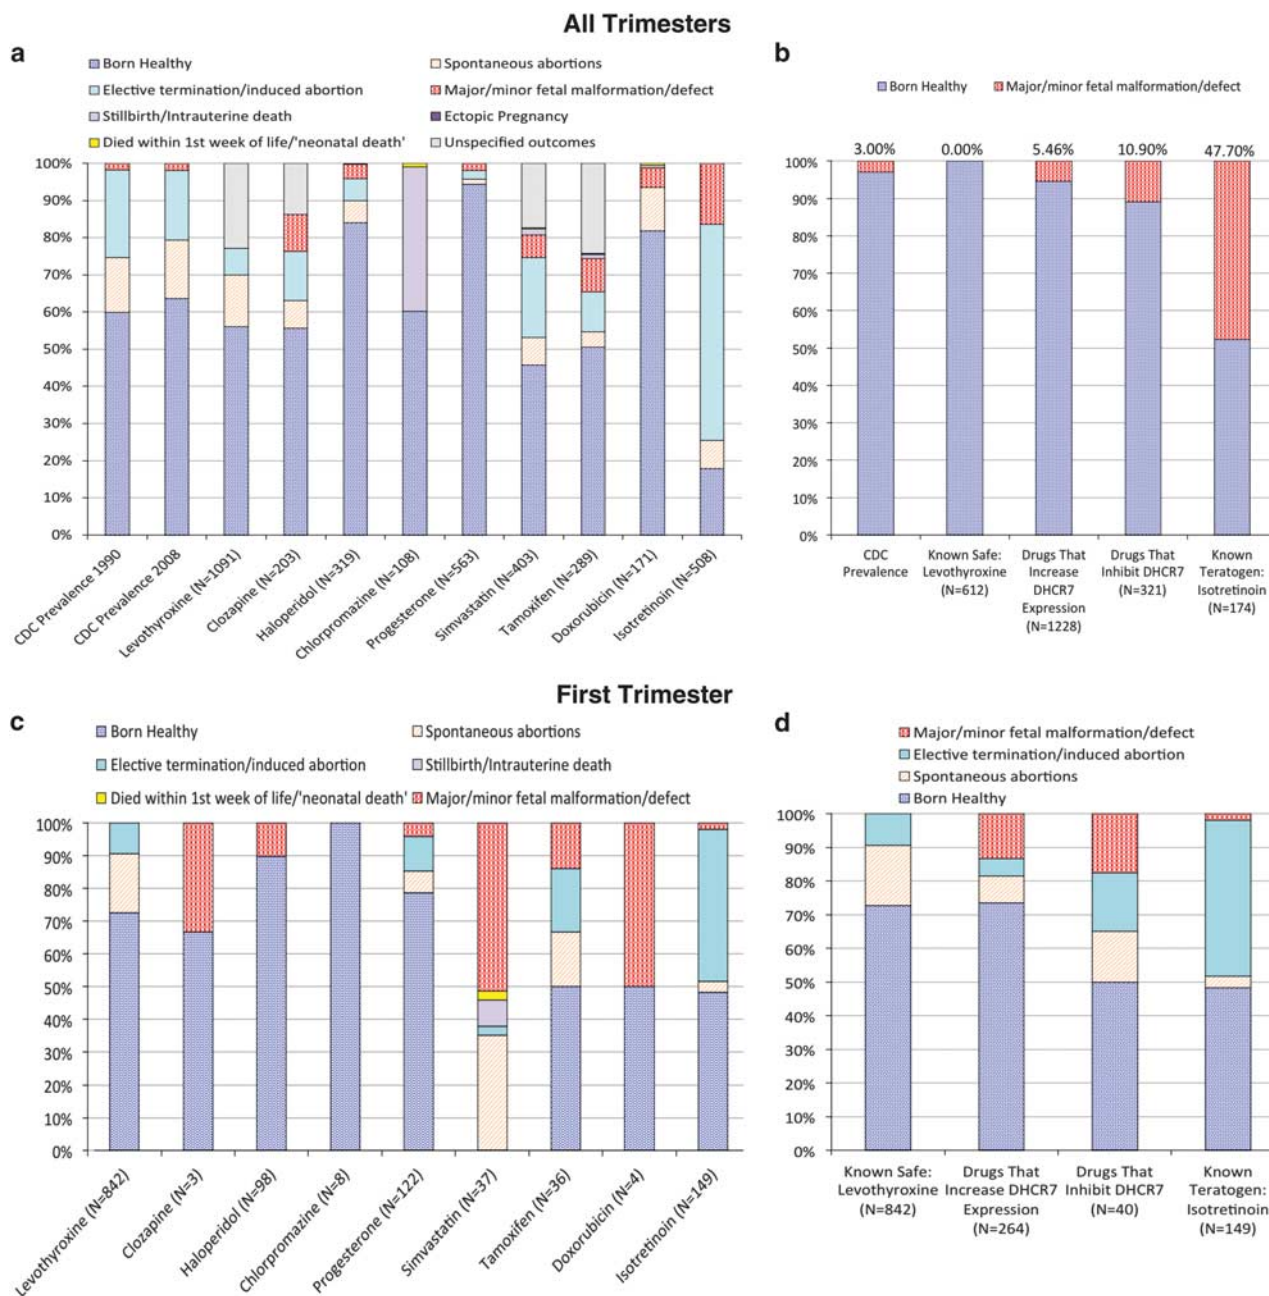 All Trimesters
a
Born Healthy
Spontaneous abortions
Elective termination/induced abortion
Major/minor fetal malformation/defect
Stillbirth/Intrauterine death
Ectopic Pregnancy
Died within 1st week of life/'neonatal death'
Unspecified outcomes
100%
90%
80%
70%
60%
50%
40%
30%
20%
10%
0%
CDC Prevalence 1990
CDC Prevalence 2008
Levothyroxine (N=1091)
Clozapine (N=203)
Haloperidol (N=319)
Chlorpromazine (N=108)
Progesterone (N=563)
Simvastatin (N=403)
Tamoxifen (N=289)
Doxorubicin (N=171)
Isotretinoin (N=508)
b
Born Healthy
Major/minor fetal malformation/defect
3.00%
0.00%
5.46%
10.90%
47.70%
100%
90%
80%
70%
60%
50%
40%
30%
20%
10%
0%
CDC
Prevalence
Known Safe:
Levothyroxine
(N=612)
Drugs That
Increase
DHCR7
Expression
(N=1228)
Drugs That
Inhibit DHCR7
(N=321)
Known
Teratogen:
Isotretinoin
(N=174)
First Trimester
c
Born Healthy
Spontaneous abortions
Elective termination/induced abortion
Stillbirth/Intrauterine death
Died within 1st week of life/'neonatal death'
Major/minor fetal malformation/defect
100%
90%
80%
70%
60%
50%
40%
30%
20%
10%
0%
Levothyroxine (N=842)
Clozapine (N=3)
Haloperidol (N=98)
Chlorpromazine (N=8)
Progesterone (N=122)
Simvastatin (N=37)
Tamoxifen (N=36)
Doxorubicin (N=4)
Isotretinoin (N=149)
d
Major/minor fetal malformation/defect
Elective termination/induced abortion
Spontaneous abortions
Born Healthy
100%
90%
80%
70%
60%
50%
40%
30%
20%
10%
0%
Known Safe:
Levothyroxine
(N=842)
Drugs That
Increase DHCR7
Expression
(N=264)
Drugs That
Inhibit DHCR7
(N=40)
Known
Teratogen:
Isotretinoin
(N=149)